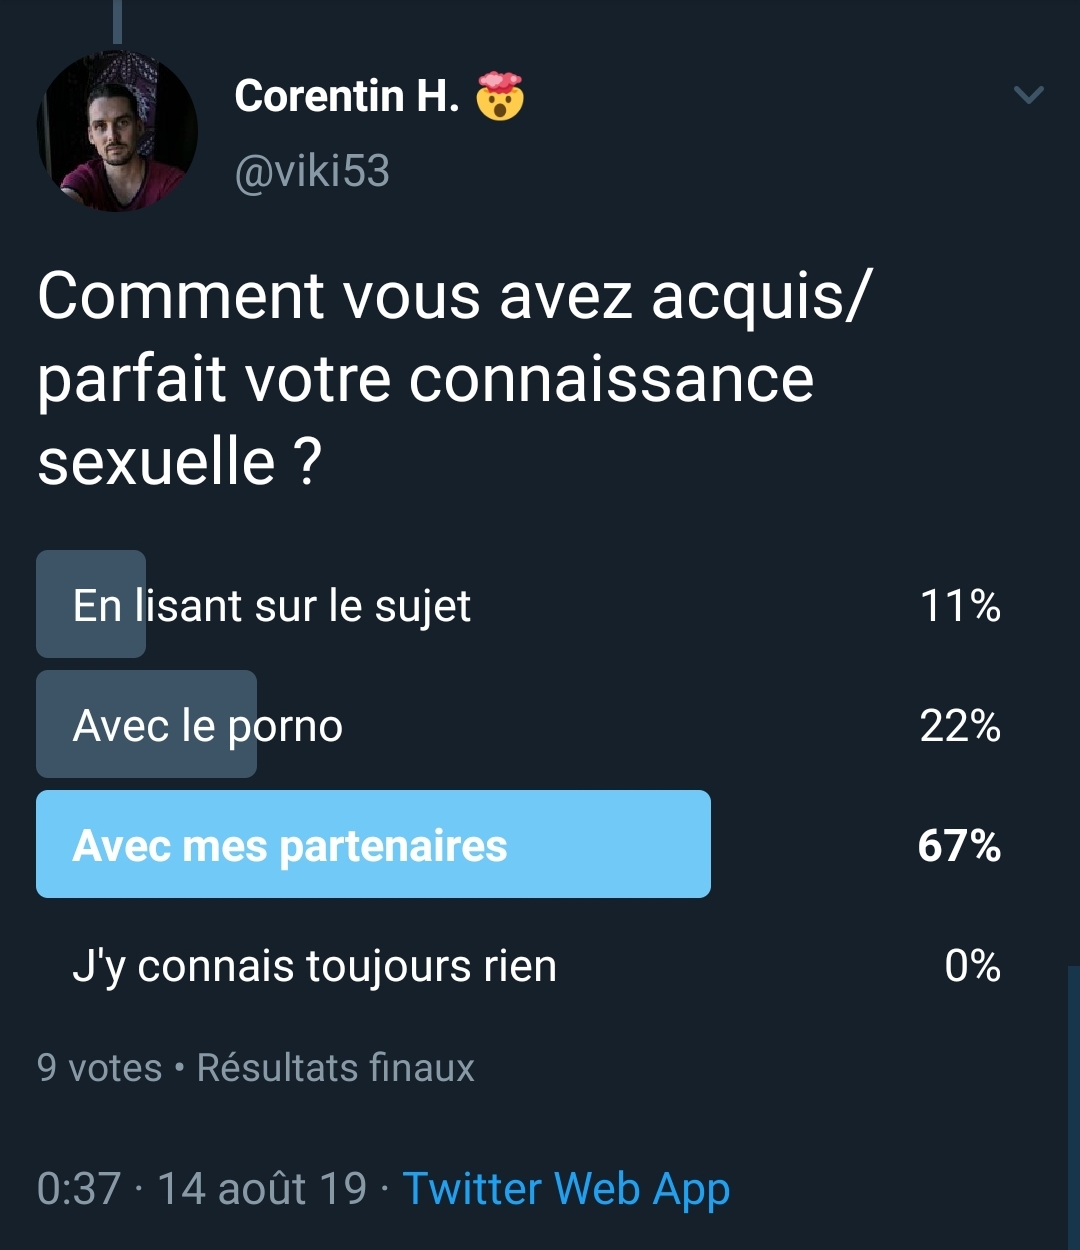 Corentin H. 🤯
@viki53
Comment vous avez acquis/
parfait votre connaissance
sexuelle ?
En lisant sur le sujet 11%
Avec le porno 22%
Avec mes partenaires 67%
J'y connais toujours rien 0%
9 votes • Résultats finaux
0:37 · 14 août 19 · Twitter Web App